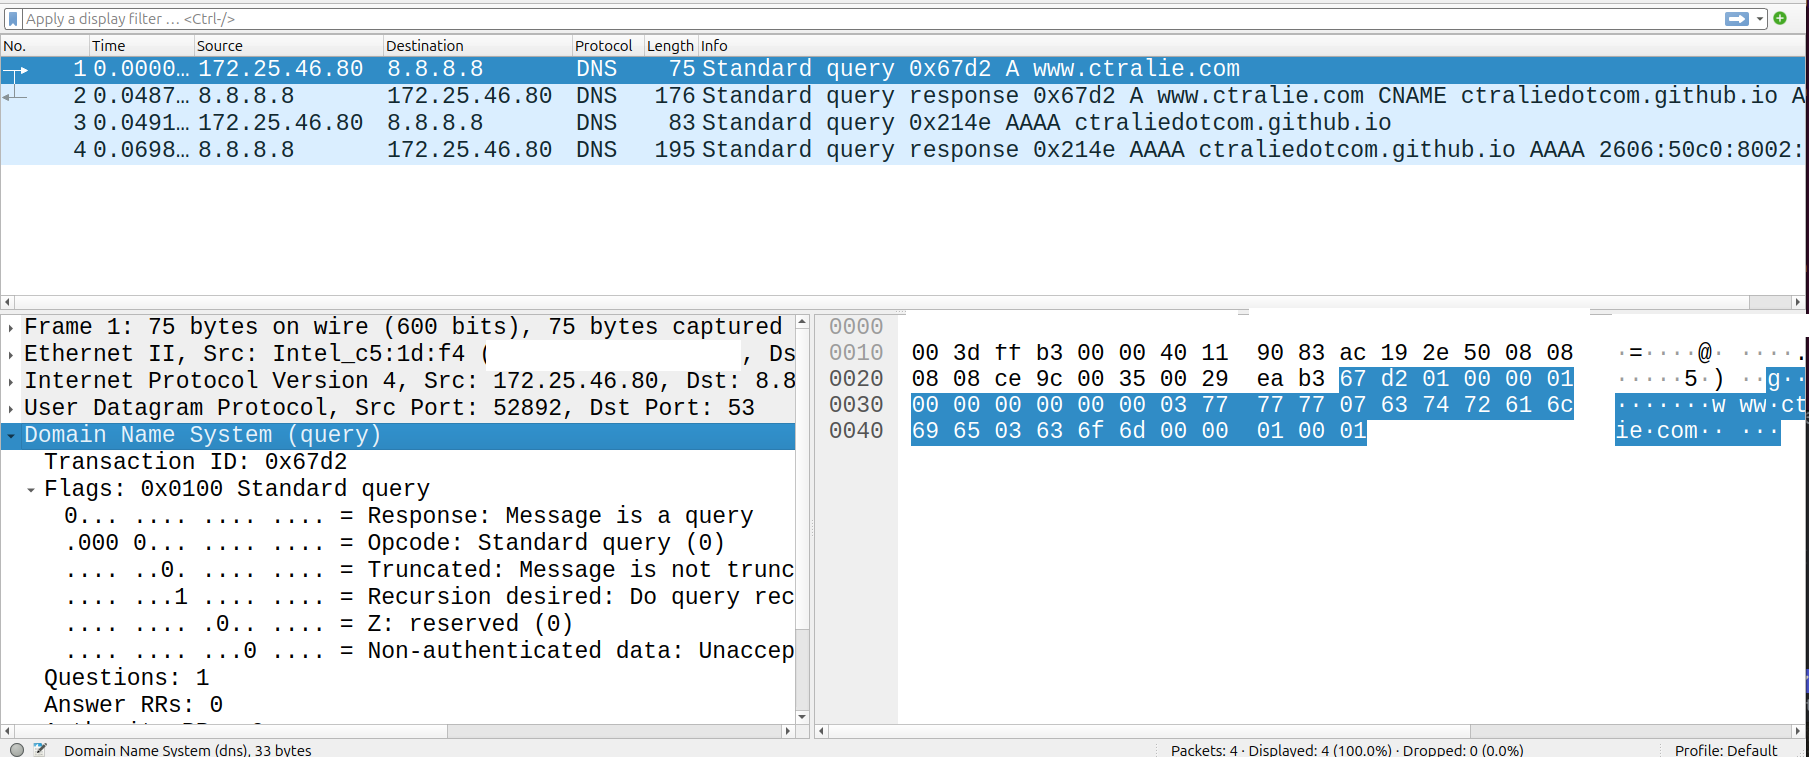 Apply a display filter … <Ctrl-/>
No. Time Source Destination Protocol Length Info
1 0.0000… 172.25.46.80 8.8.8.8 DNS 75 Standard query 0x67d2 A www.ctralie.com
2 0.0487… 8.8.8.8 172.25.46.80 DNS 176 Standard query response 0x67d2 A www.ctralie.com CNAME ctraliedotcom.github.io A
3 0.0491… 172.25.46.80 8.8.8.8 DNS 83 Standard query 0x214e AAAA ctraliedotcom.github.io
4 0.0698… 8.8.8.8 172.25.46.80 DNS 195 Standard query response 0x214e AAAA ctraliedotcom.github.io AAAA 2606:50c0:8002:
Frame 1: 75 bytes on wire (600 bits), 75 bytes captured
Ethernet II, Src: Intel_c5:1d:f4 ( , Ds
Internet Protocol Version 4, Src: 172.25.46.80, Dst: 8.8
User Datagram Protocol, Src Port: 52892, Dst Port: 53
Domain Name System (query)
Transaction ID: 0x67d2
Flags: 0x0100 Standard query
0... .... .... .... = Response: Message is a query
.000 0... .... .... = Opcode: Standard query (0)
.... ..0. .... .... = Truncated: Message is not trunc
.... ...1 .... .... = Recursion desired: Do query rec
.... .... .0.. .... = Z: reserved (0)
.... .... ...0 .... = Non-authenticated data: Unaccep
Questions: 1
Answer RRs: 0
0000
0010 00 3d ff b3 00 00 40 11 90 83 ac 19 2e 50 08 08 ·=····@· ·····.
0020 08 08 ce 9c 00 35 00 29 ea b3 67 d2 01 00 00 01 ·····5·) ··g··
0030 00 00 00 00 00 00 03 77 77 77 07 63 74 72 61 6c ·······w ww·ct
0040 69 65 03 63 6f 6d 00 00 01 00 01 ie·com·· ···
Domain Name System (dns), 33 bytes
Packets: 4 · Displayed: 4 (100.0%) · Dropped: 0 (0.0%)
Profile: Default